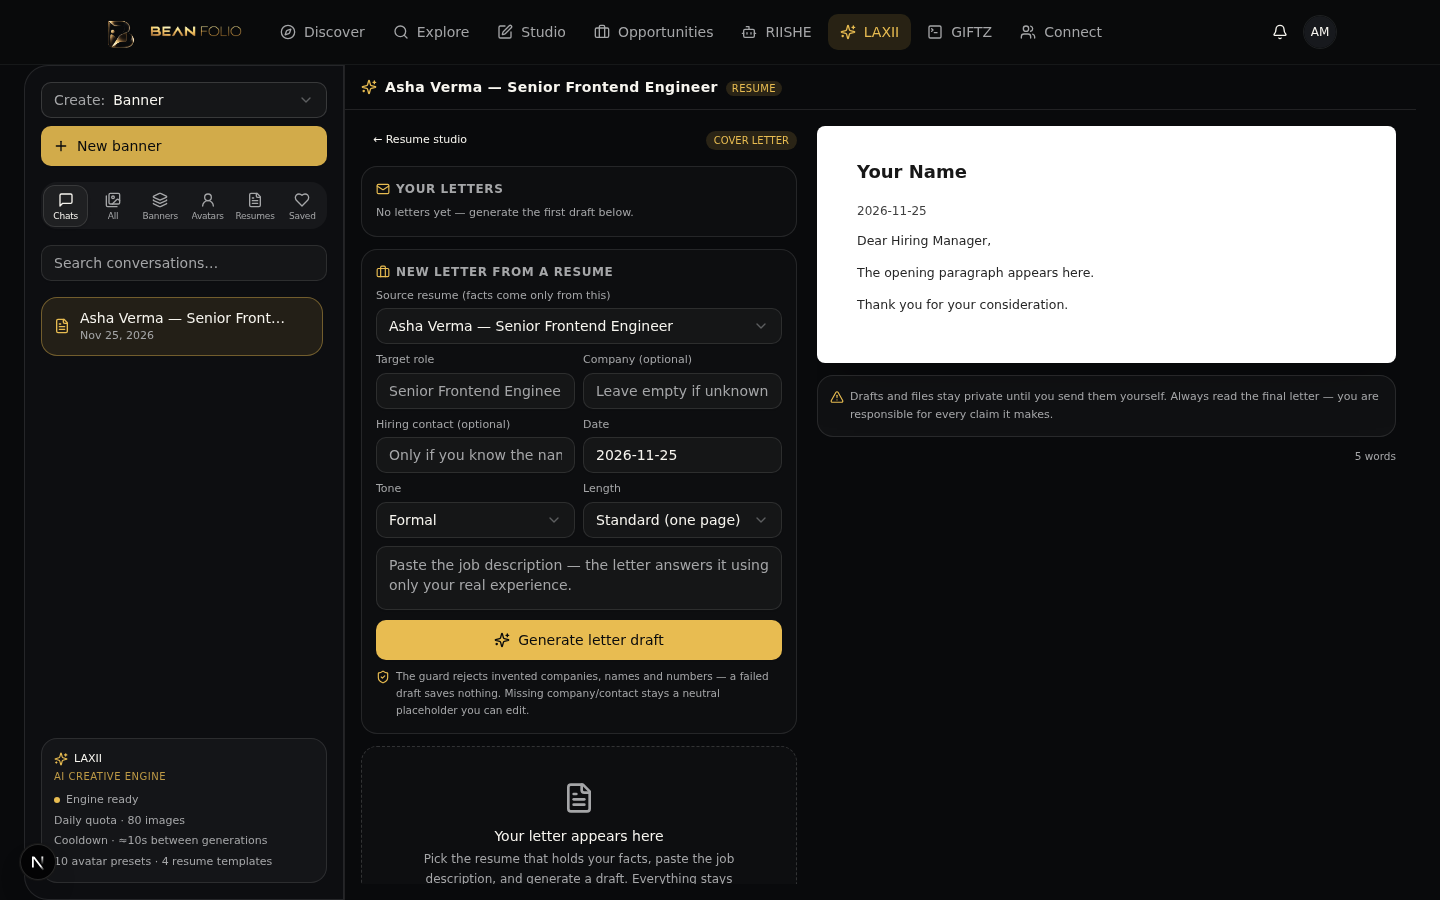 BEAN FOLIO
Discover
Explore
Studio
Opportunities
RIISHE
LAXII
GIFTZ
Connect
AM
Create: Banner
New banner
Chats
All
Banners
Avatars
Resumes
Saved
Search conversations...
Asha Verma — Senior Front...
Nov 25, 2026
LAXII
AI CREATIVE ENGINE
Engine ready
Daily quota · 80 images
Cooldown · ≈10s between generations
10 avatar presets · 4 resume templates
N
Asha Verma — Senior Frontend Engineer RESUME
← Resume studio
COVER LETTER
YOUR LETTERS
No letters yet — generate the first draft below.
NEW LETTER FROM A RESUME
Source resume (facts come only from this)
Asha Verma — Senior Frontend Engineer
Target role
Company (optional)
Senior Frontend Enginee
Leave empty if unknown
Hiring contact (optional)
Date
Only if you know the nan
2026-11-25
Tone
Length
Formal
Standard (one page)
Paste the job description — the letter answers it using
only your real experience.
Generate letter draft
The guard rejects invented companies, names and numbers — a failed
draft saves nothing. Missing company/contact stays a neutral
placeholder you can edit.
Your letter appears here
Pick the resume that holds your facts, paste the job
description, and generate a draft. Everything stays
Your Name
2026-11-25
Dear Hiring Manager,
The opening paragraph appears here.
Thank you for your consideration.
Drafts and files stay private until you send them yourself. Always read the final letter — you are
responsible for every claim it makes.
5 words